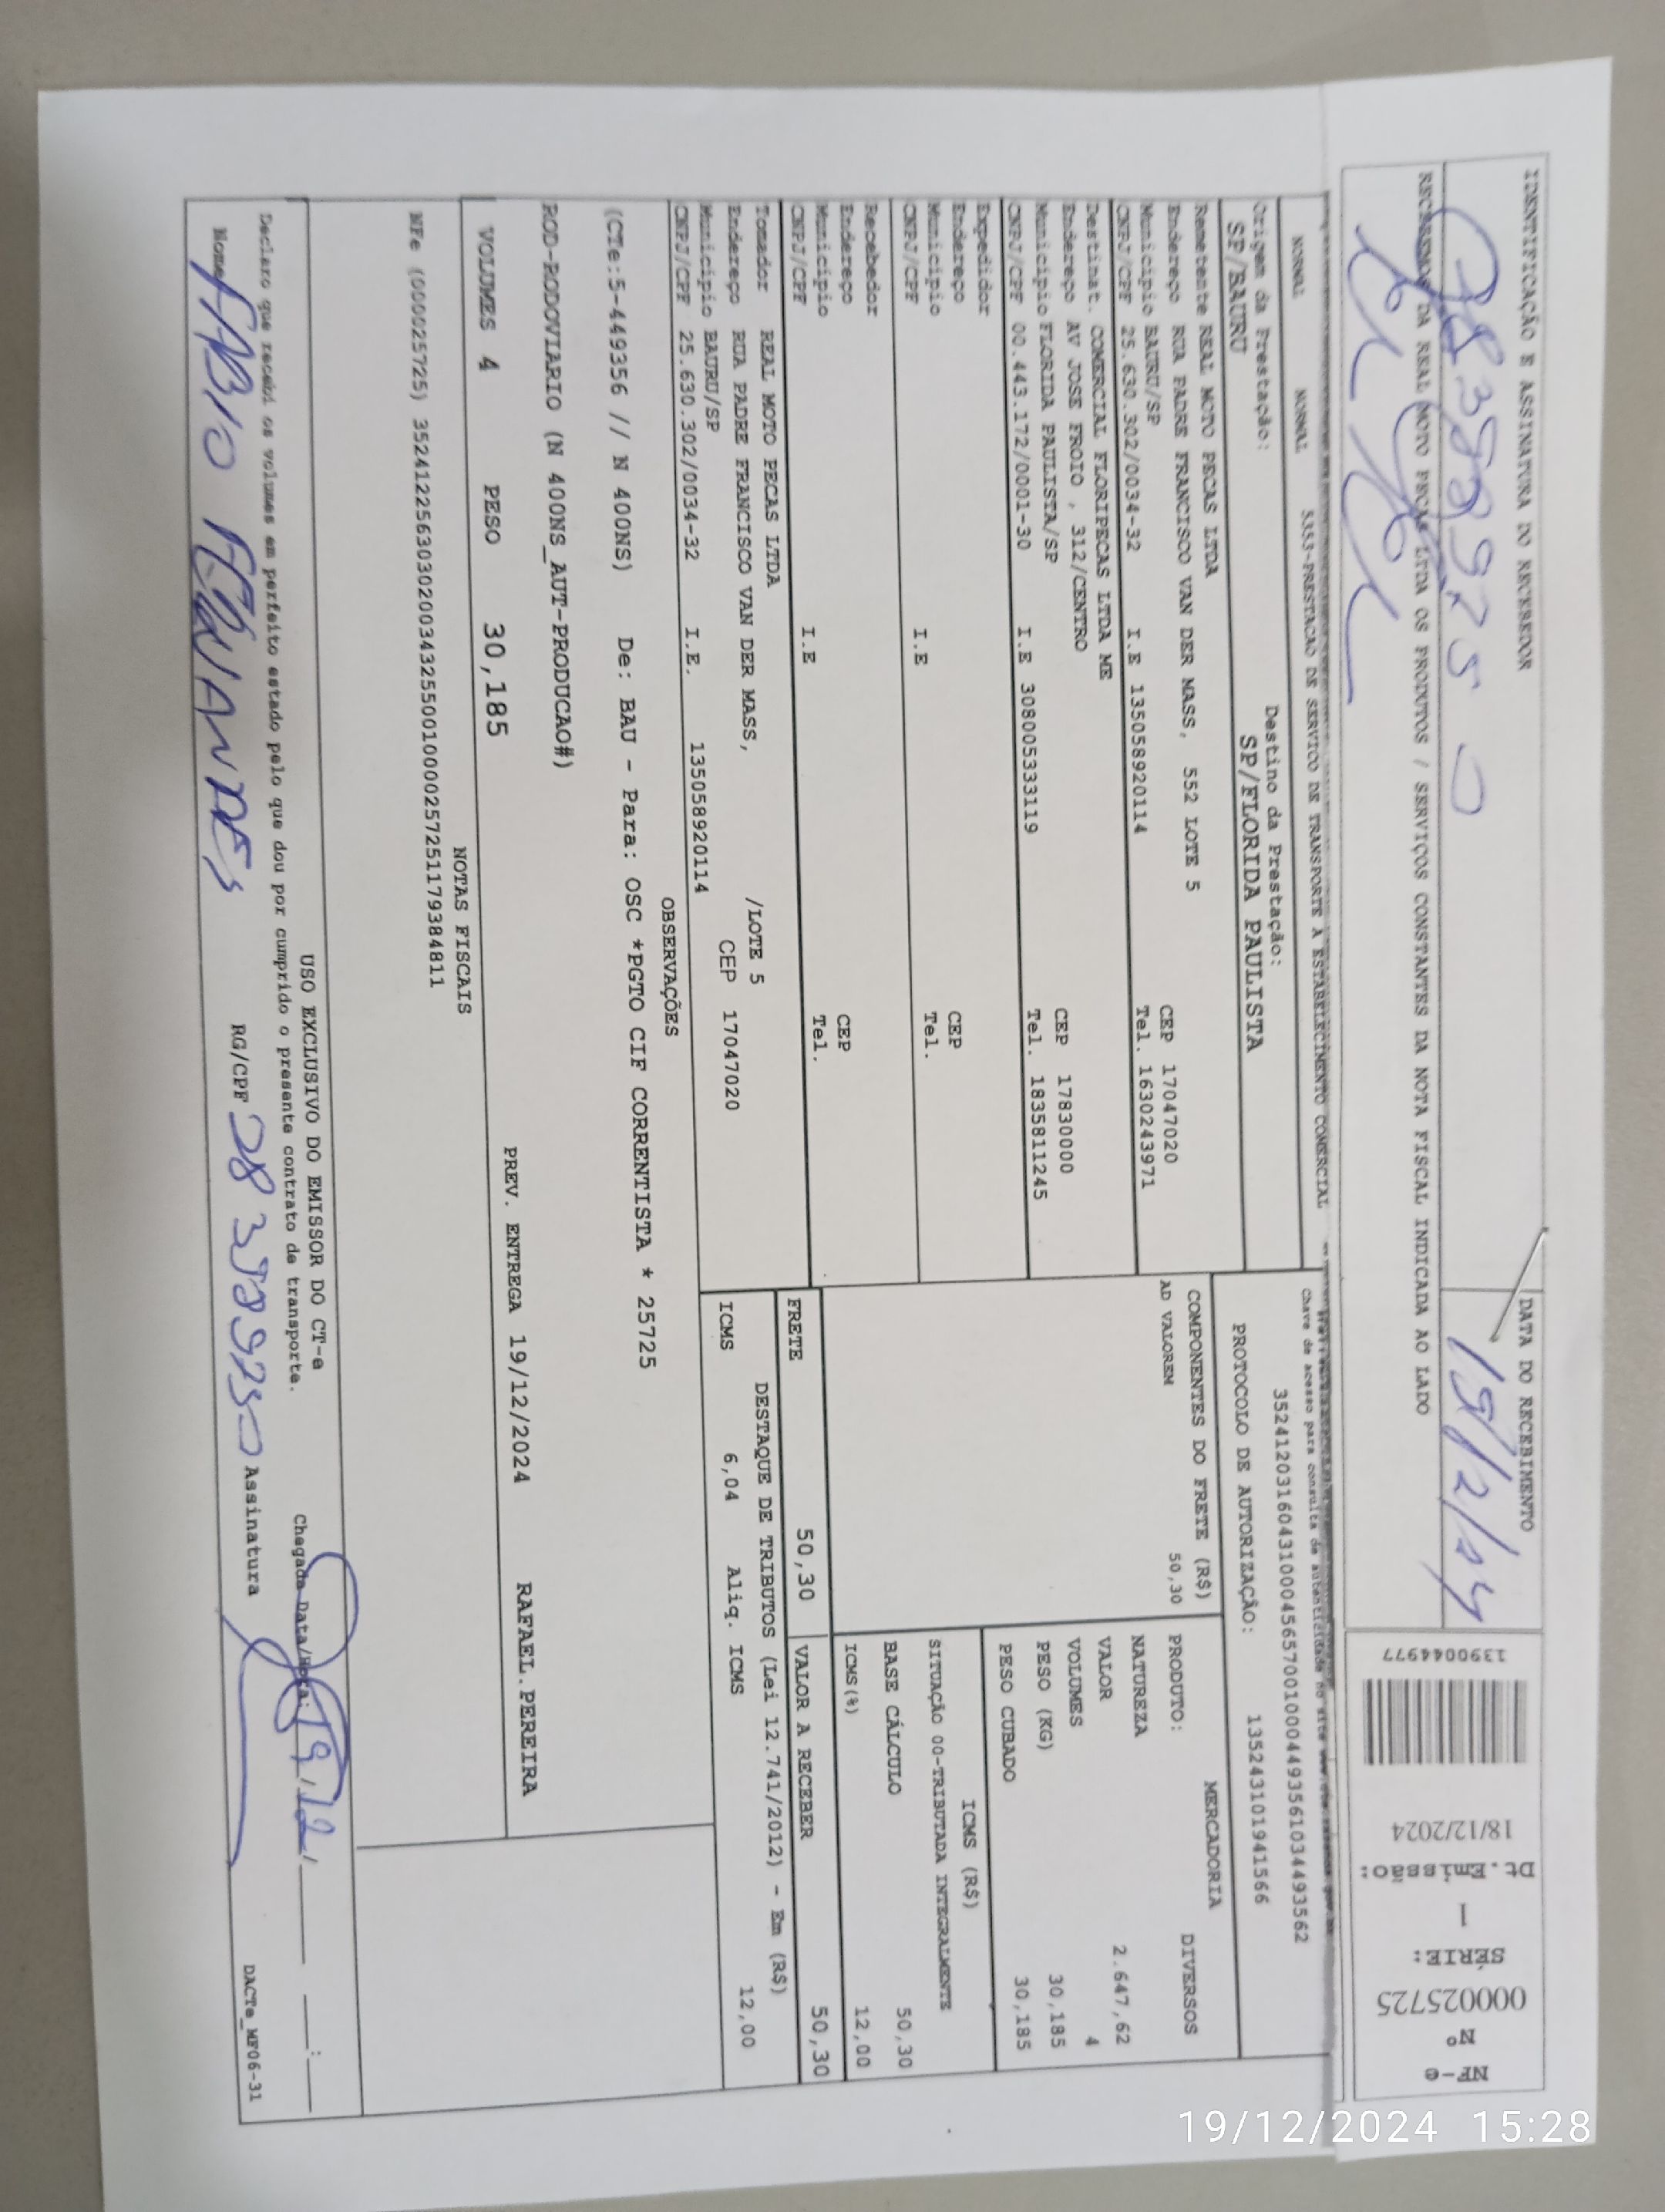 IDENTIFICAÇÃO E ASSINATURA DO RECEBEDOR
DATA DO RECEBIMENTO
19/12/24
RECEBEMOS DA REAL MOTO PECAS LTDA OS PRODUTOS / SERVIÇOS CONSTANTES DA NOTA FISCAL INDICADA AO LADO
1390044977
NF-e
Nº
000025725
SÉRIE:
1
Dt.Emissão:
18/12/2024
NORMAL NORMAL 5353-PRESTACAO DE SERVICO DE TRANSPORTE A ESTABELECIMENTO COMERCIAL
Chave de acesso para consulta de autenticidade no site
35241203160431000456570010004493561034493562
Origem da Prestação: Destino da Prestação:
SP/BAURU SP/FLORIDA PAULISTA
PROTOCOLO DE AUTORIZAÇÃO: 135243101941566
Remetente REAL MOTO PECAS LTDA
Endereço RUA PADRE FRANCISCO VAN DER MASS, 552 LOTE 5 CEP 17047020
Município BAURU/SP Tel. 1630243971
CNPJ/CPF 25.630.302/0034-32 I.E 135058920114
Destinat. COMERCIAL FLORIPECAS LTDA ME
Endereço AV JOSE FROIO , 312/CENTRO CEP 17830000
Município FLORIDA PAULISTA/SP Tel. 1835811245
CNPJ/CPF 00.443.172/0001-30 I.E 308005333119
Expedidor
Endereço CEP
Município Tel.
CNPJ/CPF I.E
Recebedor
Endereço CEP
Município Tel.
CNPJ/CPF I.E
Tomador REAL MOTO PECAS LTDA
Endereço RUA PADRE FRANCISCO VAN DER MASS, /LOTE 5
Município BAURU/SP CEP 17047020
CNPJ/CPF 25.630.302/0034-32 I.E. 135058920114
COMPONENTES DO FRETE (R$)
AD VALOREM 50,30
MERCADORIA
PRODUTO: DIVERSOS
NATUREZA
VALOR 2.647,62
VOLUMES 4
PESO (KG) 30,185
PESO CUBADO 30,185
ICMS (R$)
SITUAÇÃO 00-TRIBUTADA INTEGRALMENTE
BASE CÁLCULO 50,30
ICMS(%) 12,00
FRETE 50,30 VALOR A RECEBER 50,30
DESTAQUE DE TRIBUTOS (Lei 12.741/2012) - Em (R$)
ICMS 6,04 Aliq. ICMS 12,00
OBSERVAÇÕES
(CTe:5-449356 // N 400NS) De: BAU - Para: OSC *PGTO CIF CORRENTISTA * 25725
ROD-RODOVIARIO (N 400NS_AUT-PRODUCAO#)
VOLUMES 4 PESO 30,185 PREV. ENTREGA 19/12/2024 RAFAEL.PEREIRA
NOTAS FISCAIS
NFe (000025725) 35241225630302003432550010000257251179384811
USO EXCLUSIVO DO EMISSOR DO CT-e
Declaro que recebi os volumes em perfeito estado pelo que dou por cumprido o presente contrato de transporte.
Chegada Data/Hora: 19/12/ :
Nome FABIO RG/CPF Assinatura
DACTe_MF06-31
19/12/2024 15:28